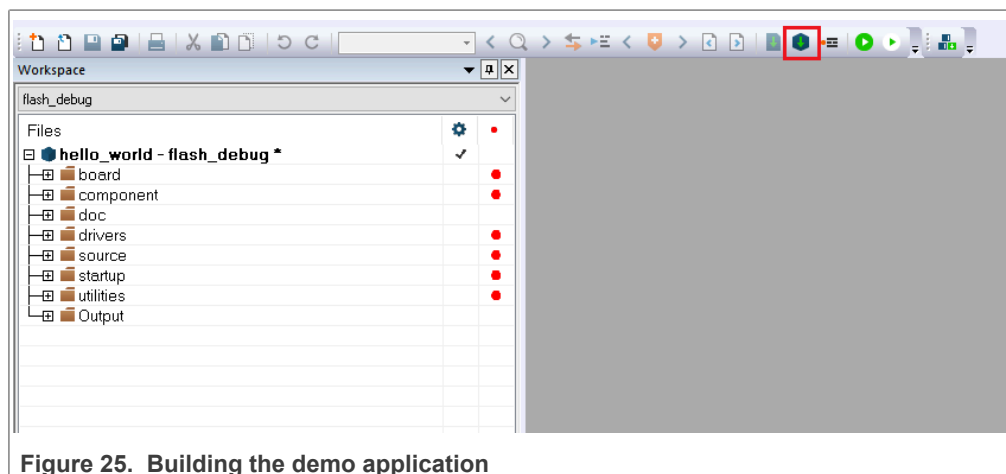 Workspace
flash_debug
Files
hello_world - flash_debug *
board
component
doc
drivers
source
startup
utilities
Output
Figure 25. Building the demo application